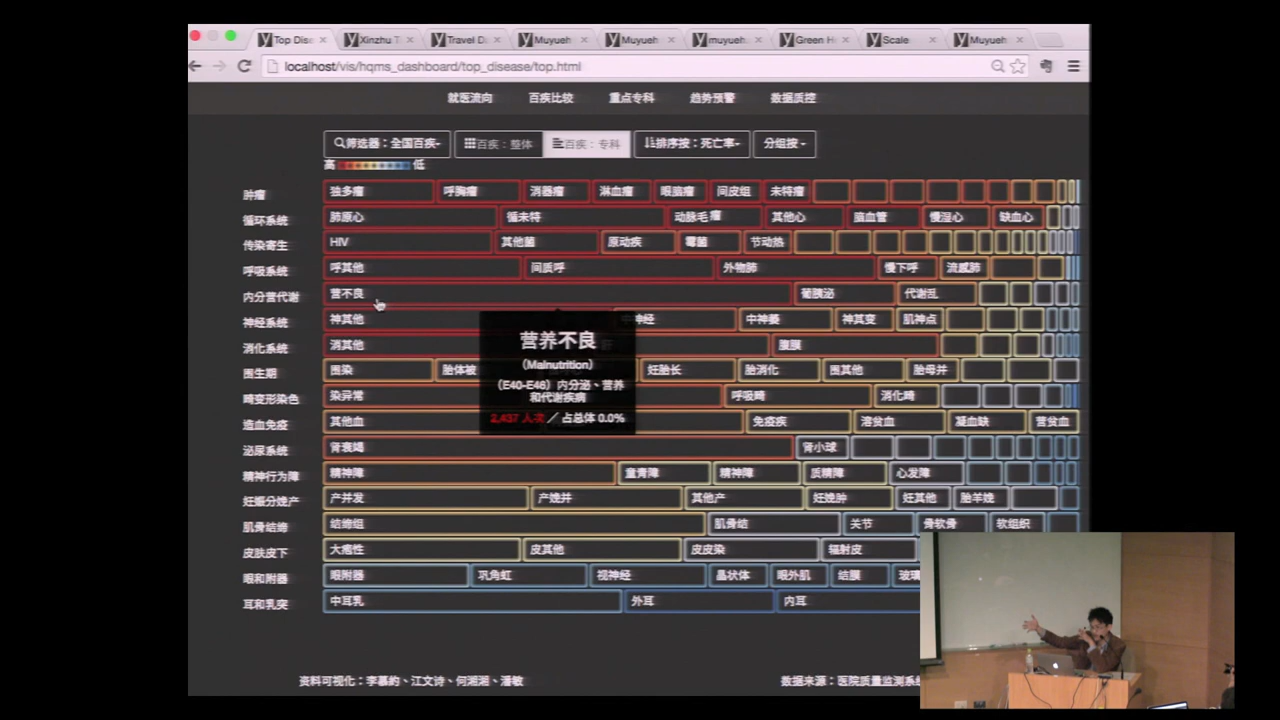 Top Dise
Xinzhu T
Travel D
Muyueh
Muyueh
muyueh.
Green H
Scale
Muyueh
localhost/vis/hqms_dashboard/top_disease/top.html
就医流向 百疾比较 重点专科 趋势预警 数据质控
筛选器：全国百疾 百疾：整体 百疾：专科 排序按：死亡率 分组按
高 低
肿瘤 独多瘤 呼胸瘤 消器瘤 淋血瘤 眼脑瘤 间皮组 未特瘤
循环系统 肺原心 循未特 动脉毛瘤 其他心 脑血管 慢湿心 缺血心
传染寄生 HIV 其他菌 原动疾 霉菌 节动热
呼吸系统 呼其他 间质呼 外物肺 慢下呼 流感肺
内分营代谢 营不良 葡胰泌 代谢乱
神经系统 神其他 中神经 中神萎 神其变 肌神点
消化系统 消其他 肝 腹膜
围生期 围染 胎体被 妊胎长 胎消化 围其他 胎母并
畸变形染色 染异常 呼吸畸 消化畸
造血免疫 其他血 免疫疾 溶贫血 凝血缺 营贫血
泌尿系统 肾衰竭 肾小球
精神行为障 精神障 童青障 精神障 质精障 心发障
妊娠分娩产 产并发 产娩并 其他产 妊娩肿 妊其他 胎羊娩
肌骨结缔 结缔组 肌骨结 关节 骨软骨 软组织
皮肤皮下 大疱性 皮其他 皮皮染 辐射皮
眼和附器 眼附器 巩角虹 视神经 晶状体 眼外肌 结膜 玻璃
耳和乳突 中耳乳 外耳 内耳
营养不良
（Malnutrition）
（E40-E46）内分泌、营养
和代谢疾病
2,437 人次／占总体 0.0%
资料可视化：李慕约、江文诗、何湘湘、潘敏 数据来源：医院质量监测系统